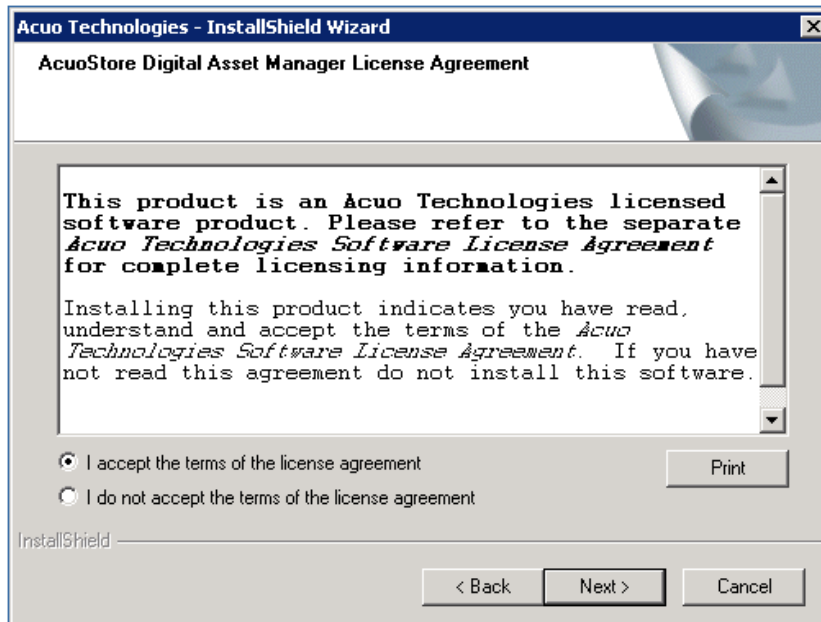 Acuo Technologies - InstallShield Wizard
AcuoStore Digital Asset Manager License Agreement
This product is an Acuo Technologies licensed
software product. Please refer to the separate
Acuo Technologies Software License Agreement
for complete licensing information.
Installing this product indicates you have read,
understand and accept the terms of the Acuo
Technologies Software License Agreement. If you have
not read this agreement do not install this software.
I accept the terms of the license agreement
Print
I do not accept the terms of the license agreement
InstallShield
< Back
Next >
Cancel